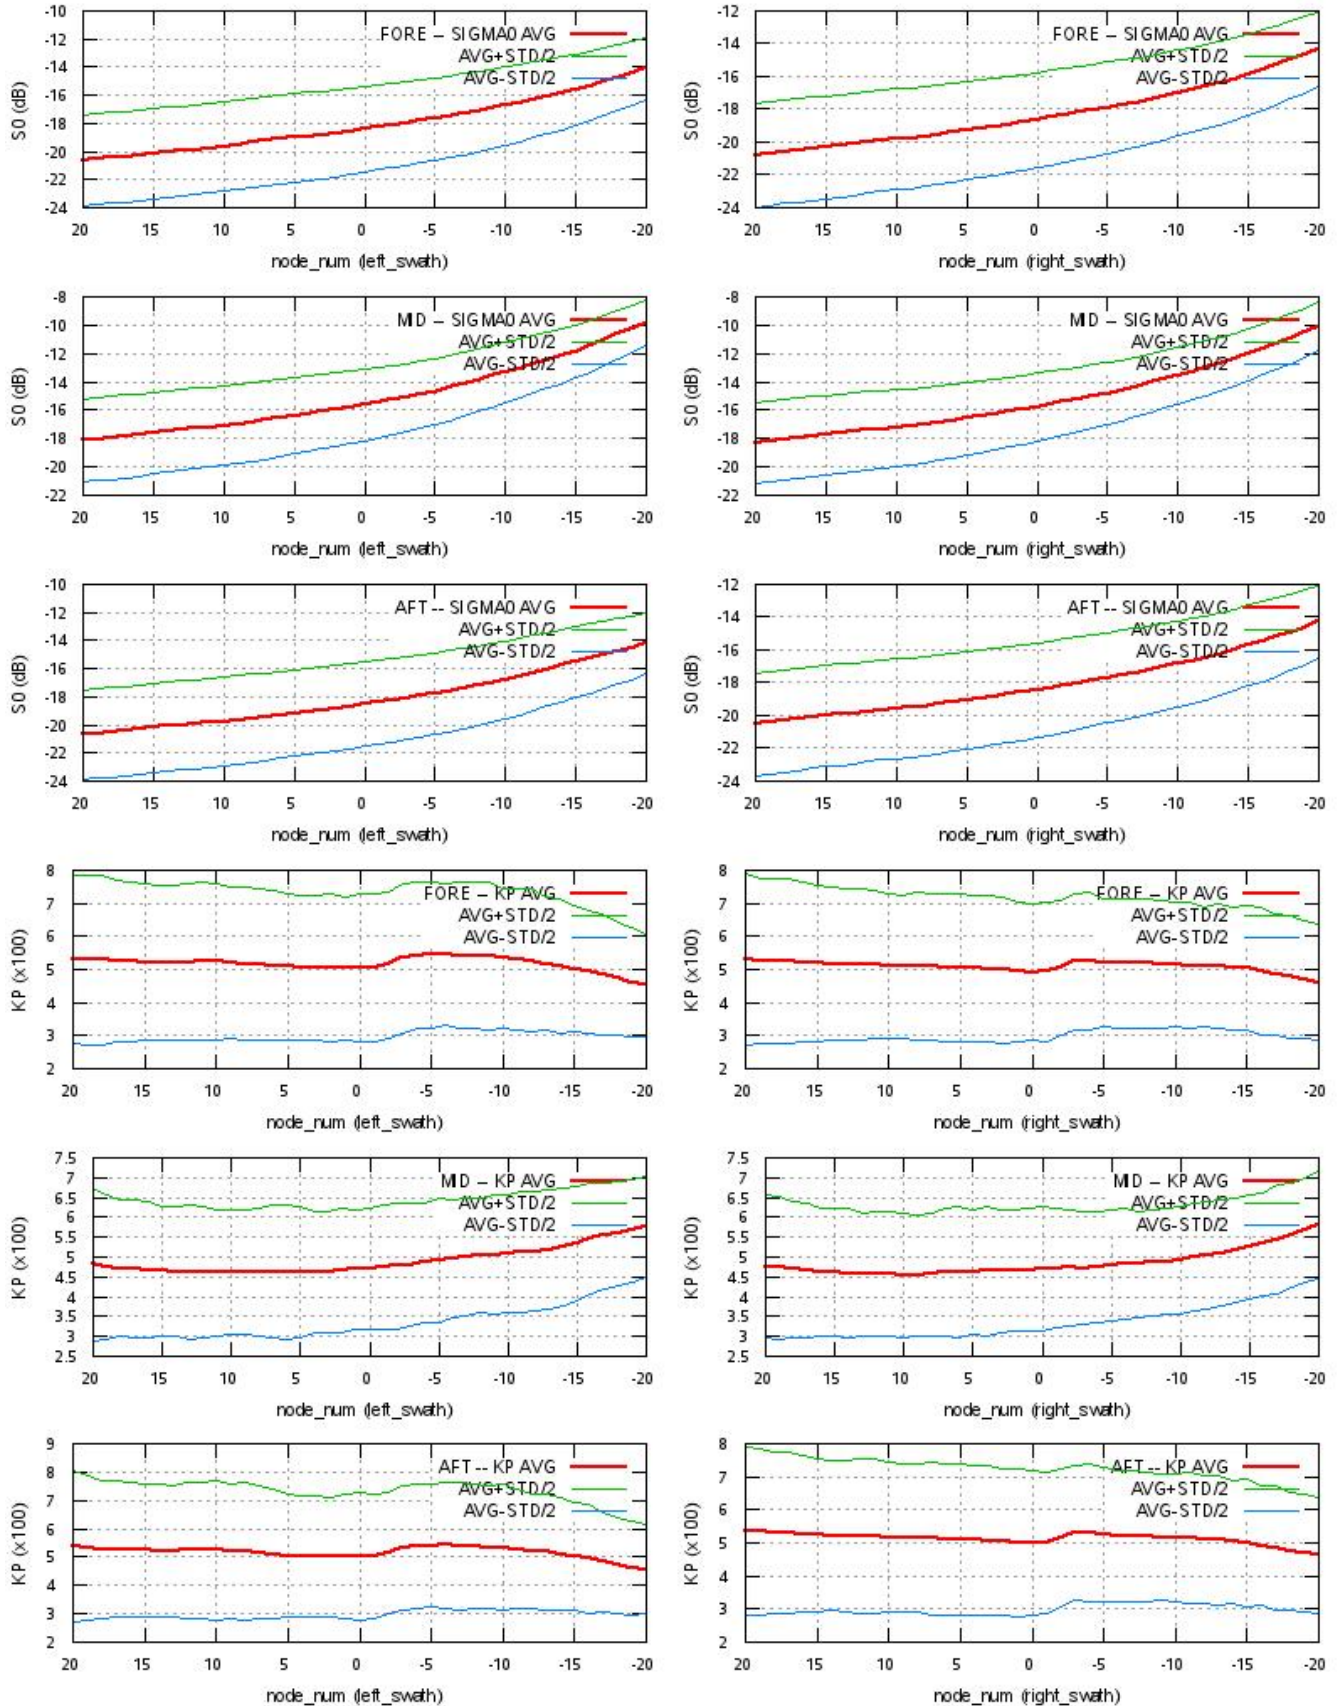 -10
-12
-14
-16
-18
-20
-22
-24
S0 (dB)
FORE -- SIGMA0 AVG
AVG+STD/2
AVG-STD/2
20 15 10 5 0 -5 -10 -15 -20
node_num (left_swath)
-12
-14
-16
-18
-20
-22
-24
S0 (dB)
FORE -- SIGMA0 AVG
AVG+STD/2
AVG-STD/2
20 15 10 5 0 -5 -10 -15 -20
node_num (right_swath)
-8
-10
-12
-14
-16
-18
-20
-22
S0 (dB)
MID -- SIGMA0 AVG
AVG+STD/2
AVG-STD/2
20 15 10 5 0 -5 -10 -15 -20
node_num (left_swath)
-8
-10
-12
-14
-16
-18
-20
-22
S0 (dB)
MID -- SIGMA0 AVG
AVG+STD/2
AVG-STD/2
20 15 10 5 0 -5 -10 -15 -20
node_num (right_swath)
-10
-12
-14
-16
-18
-20
-22
-24
S0 (dB)
AFT -- SIGMA0 AVG
AVG+STD/2
AVG-STD/2
20 15 10 5 0 -5 -10 -15 -20
node_num (left_swath)
-12
-14
-16
-18
-20
-22
-24
S0 (dB)
AFT -- SIGMA0 AVG
AVG+STD/2
AVG-STD/2
20 15 10 5 0 -5 -10 -15 -20
node_num (right_swath)
8
7
6
5
4
3
2
KP (x100)
FORE -- KP AVG
AVG+STD/2
AVG-STD/2
20 15 10 5 0 -5 -10 -15 -20
node_num (left_swath)
8
7
6
5
4
3
2
KP (x100)
FORE -- KP AVG
AVG+STD/2
AVG-STD/2
20 15 10 5 0 -5 -10 -15 -20
node_num (right_swath)
7.5
7
6.5
6
5.5
5
4.5
4
3.5
3
2.5
KP (x100)
MID -- KP AVG
AVG+STD/2
AVG-STD/2
20 15 10 5 0 -5 -10 -15 -20
node_num (left_swath)
7.5
7
6.5
6
5.5
5
4.5
4
3.5
3
2.5
KP (x100)
MID -- KP AVG
AVG+STD/2
AVG-STD/2
20 15 10 5 0 -5 -10 -15 -20
node_num (right_swath)
9
8
7
6
5
4
3
2
KP (x100)
AFT -- KP AVG
AVG+STD/2
AVG-STD/2
20 15 10 5 0 -5 -10 -15 -20
node_num (left_swath)
8
7
6
5
4
3
2
KP (x100)
AFT -- KP AVG
AVG+STD/2
AVG-STD/2
20 15 10 5 0 -5 -10 -15 -20
node_num (right_swath)